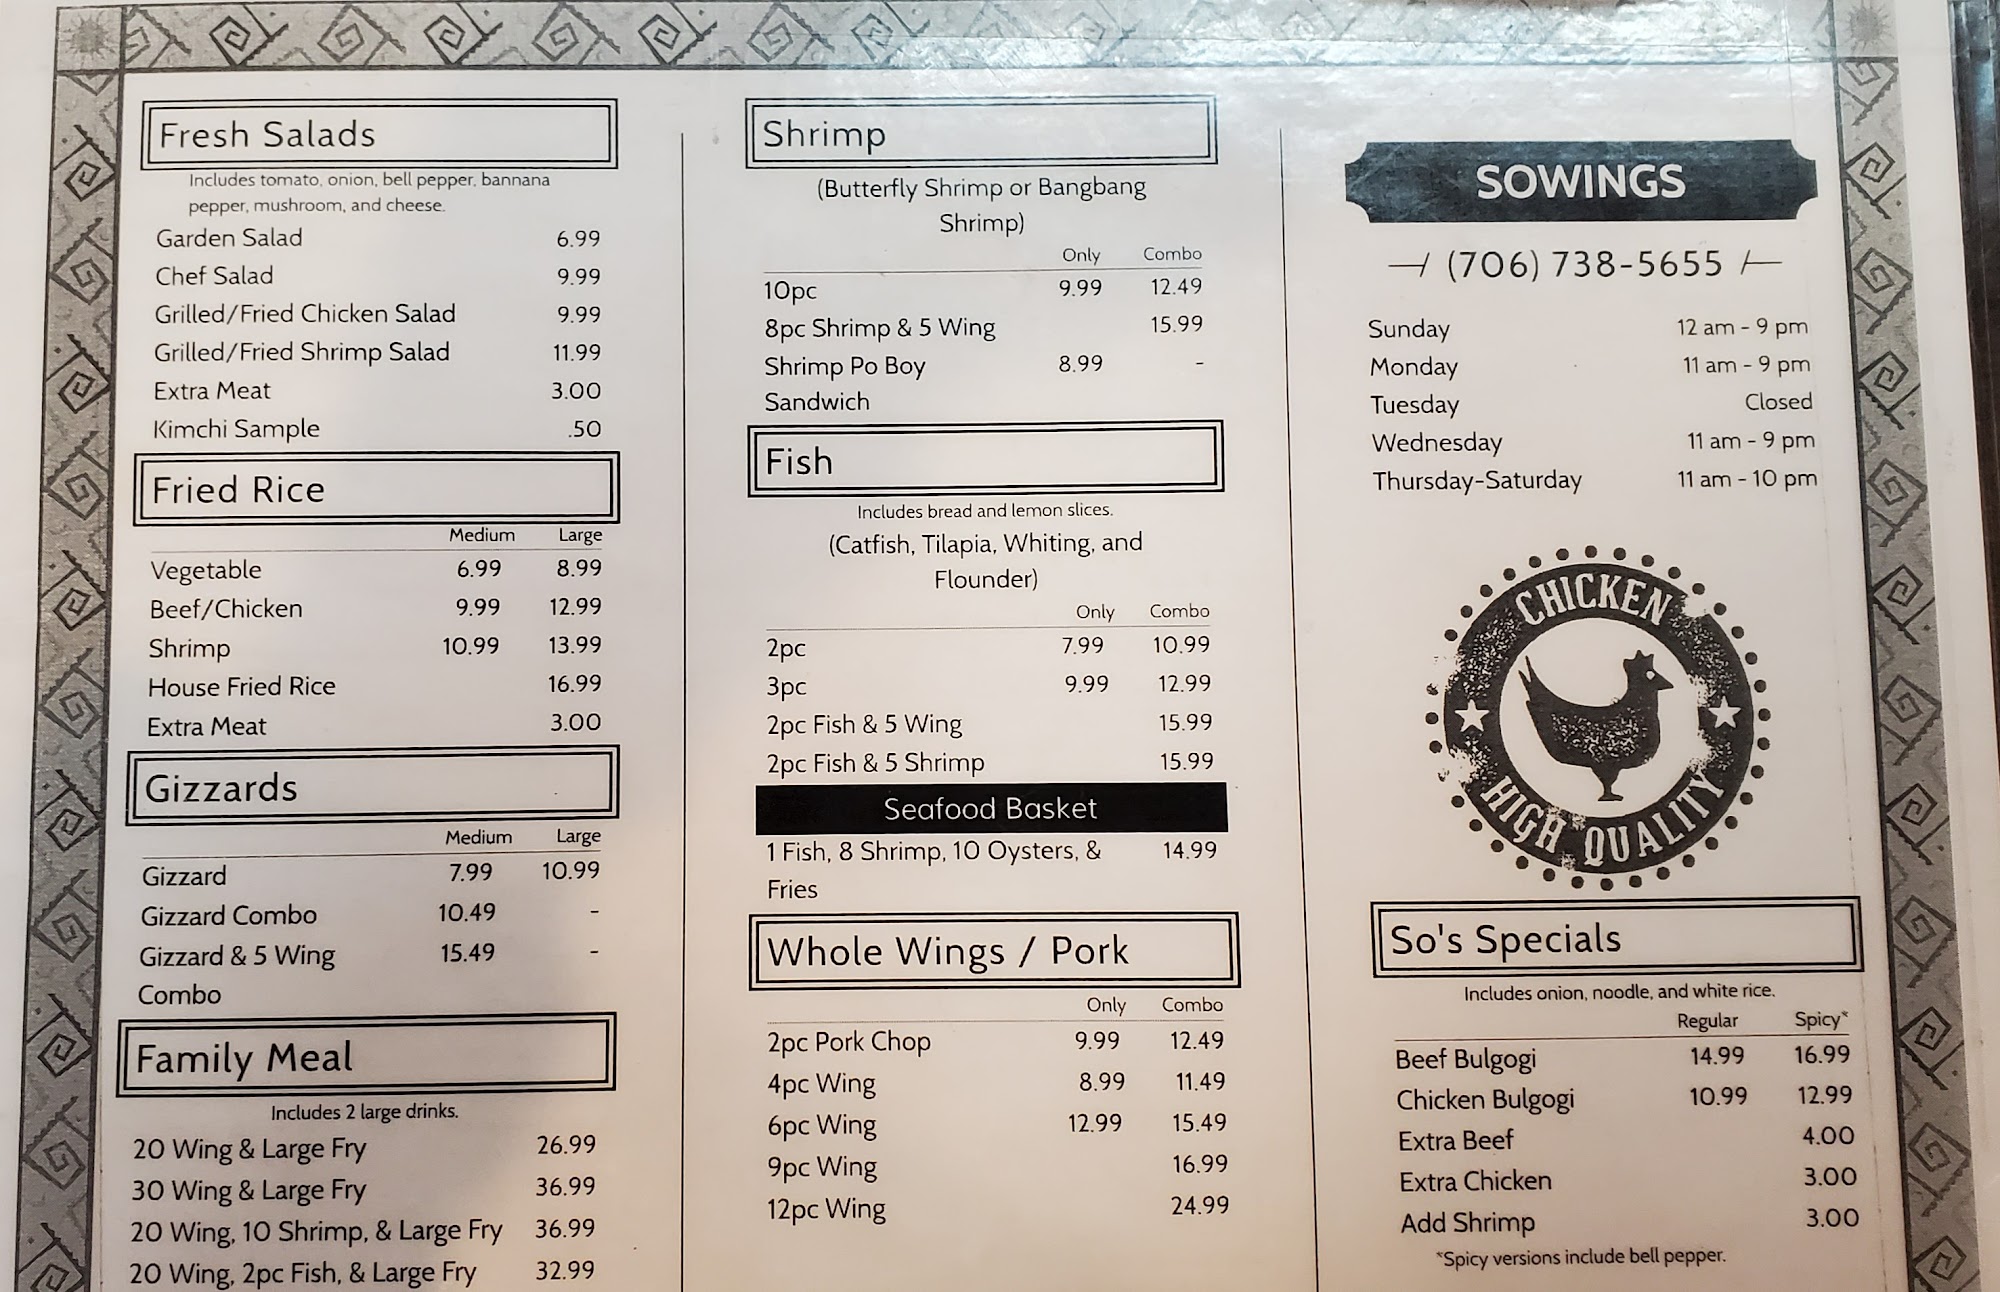 Fresh Salads
Includes tomato, onion, bell pepper, bannana
pepper, mushroom, and cheese.
Garden Salad 6.99
Chef Salad 9.99
Grilled/Fried Chicken Salad 9.99
Grilled/Fried Shrimp Salad 11.99
Extra Meat 3.00
Kimchi Sample .50
Fried Rice
Medium Large
Vegetable 6.99 8.99
Beef/Chicken 9.99 12.99
Shrimp 10.99 13.99
House Fried Rice 16.99
Extra Meat 3.00
Gizzards
Medium Large
Gizzard 7.99 10.99
Gizzard Combo 10.49 -
Gizzard & 5 Wing 15.49 -
Combo
Family Meal
Includes 2 large drinks.
20 Wing & Large Fry 26.99
30 Wing & Large Fry 36.99
20 Wing, 10 Shrimp, & Large Fry 36.99
20 Wing, 2pc Fish, & Large Fry 32.99
Shrimp
(Butterfly Shrimp or Bangbang
Shrimp)
Only Combo
10pc 9.99 12.49
8pc Shrimp & 5 Wing 15.99
Shrimp Po Boy 8.99 -
Sandwich
Fish
Includes bread and lemon slices.
(Catfish, Tilapia, Whiting, and
Flounder)
Only Combo
2pc 7.99 10.99
3pc 9.99 12.99
2pc Fish & 5 Wing 15.99
2pc Fish & 5 Shrimp 15.99
Seafood Basket
1 Fish, 8 Shrimp, 10 Oysters, & 14.99
Fries
Whole Wings / Pork
Only Combo
2pc Pork Chop 9.99 12.49
4pc Wing 8.99 11.49
6pc Wing 12.99 15.49
9pc Wing 16.99
12pc Wing 24.99
SOWINGS
(706) 738-5655
Sunday 12 am - 9 pm
Monday 11 am - 9 pm
Tuesday Closed
Wednesday 11 am - 9 pm
Thursday-Saturday 11 am - 10 pm
CHICKEN
HIGH QUALITY
So's Specials
Includes onion, noodle, and white rice.
Regular Spicy*
Beef Bulgogi 14.99 16.99
Chicken Bulgogi 10.99 12.99
Extra Beef 4.00
Extra Chicken 3.00
Add Shrimp 3.00
*Spicy versions include bell pepper.